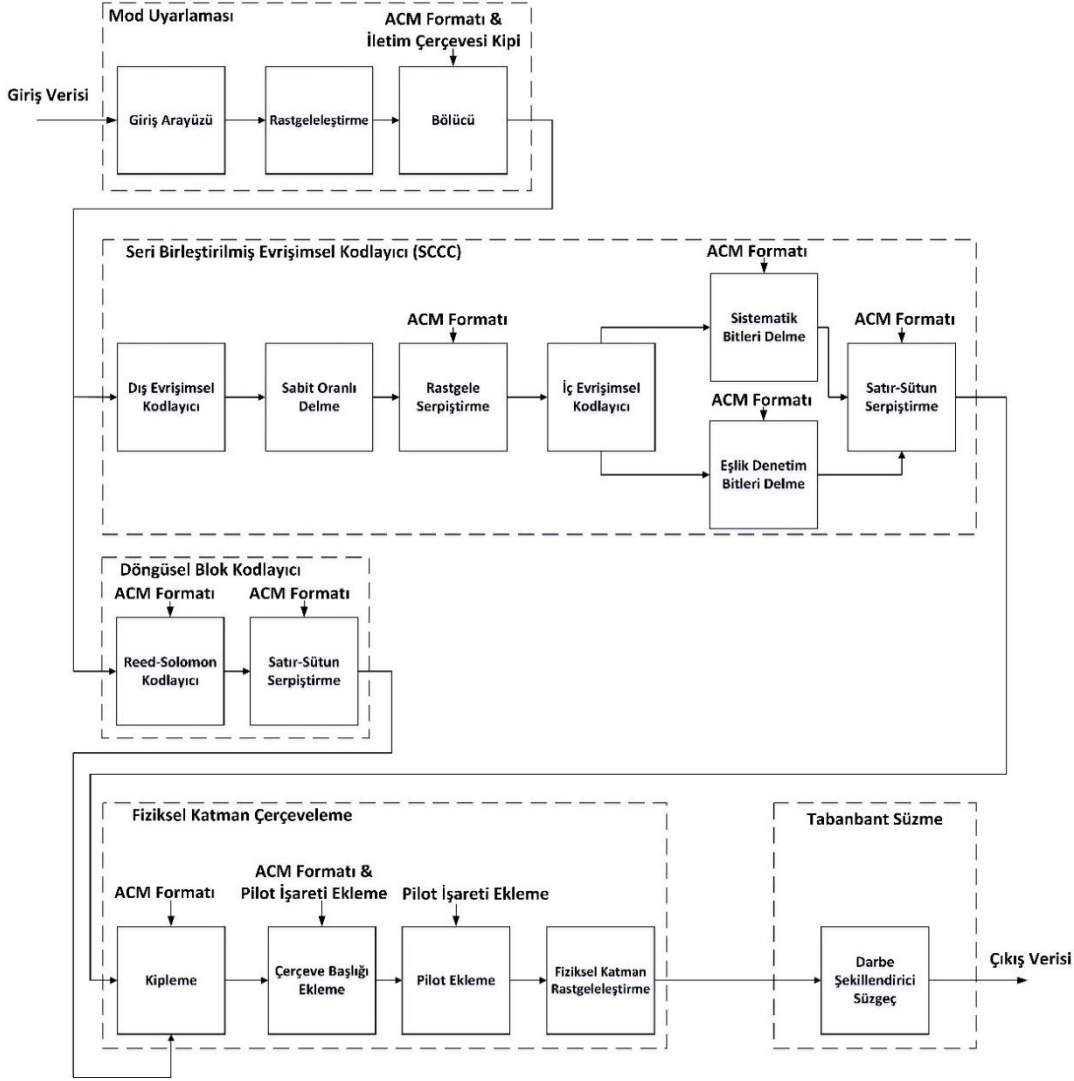 Mod Uyarlaması
ACM Formatı &
İletim Çerçevesi Kipi
Giriş Verisi
Giriş Arayüzü
Rastgeleleştirme
Bölücü
Seri Birleştirilmiş Evrişimsel Kodlayıcı (SCCC)
ACM Formatı
ACM Formatı
ACM Formatı
Sistematik
Bitleri Delme
Dış Evrişimsel
Kodlayıcı
Sabit Oranlı
Delme
Rastgele
Serpiştirme
İç Evrişimsel
Kodlayıcı
Satır-Sütun
Serpiştirme
ACM Formatı
Eşlik Denetim
Bitleri Delme
Döngüsel Blok Kodlayıcı
ACM Formatı
ACM Formatı
Reed-Solomon
Kodlayıcı
Satır-Sütun
Serpiştirme
Fiziksel Katman Çerçeveleme
Tabanbant Süzme
ACM Formatı
ACM Formatı &
Pilot İşareti Ekleme
Pilot İşareti Ekleme
Kipleme
Çerçeve Başlığı
Ekleme
Pilot Ekleme
Fiziksel Katman
Rastgeleleştirme
Darbe
Şekillendirici
Süzgeç
Çıkış Verisi